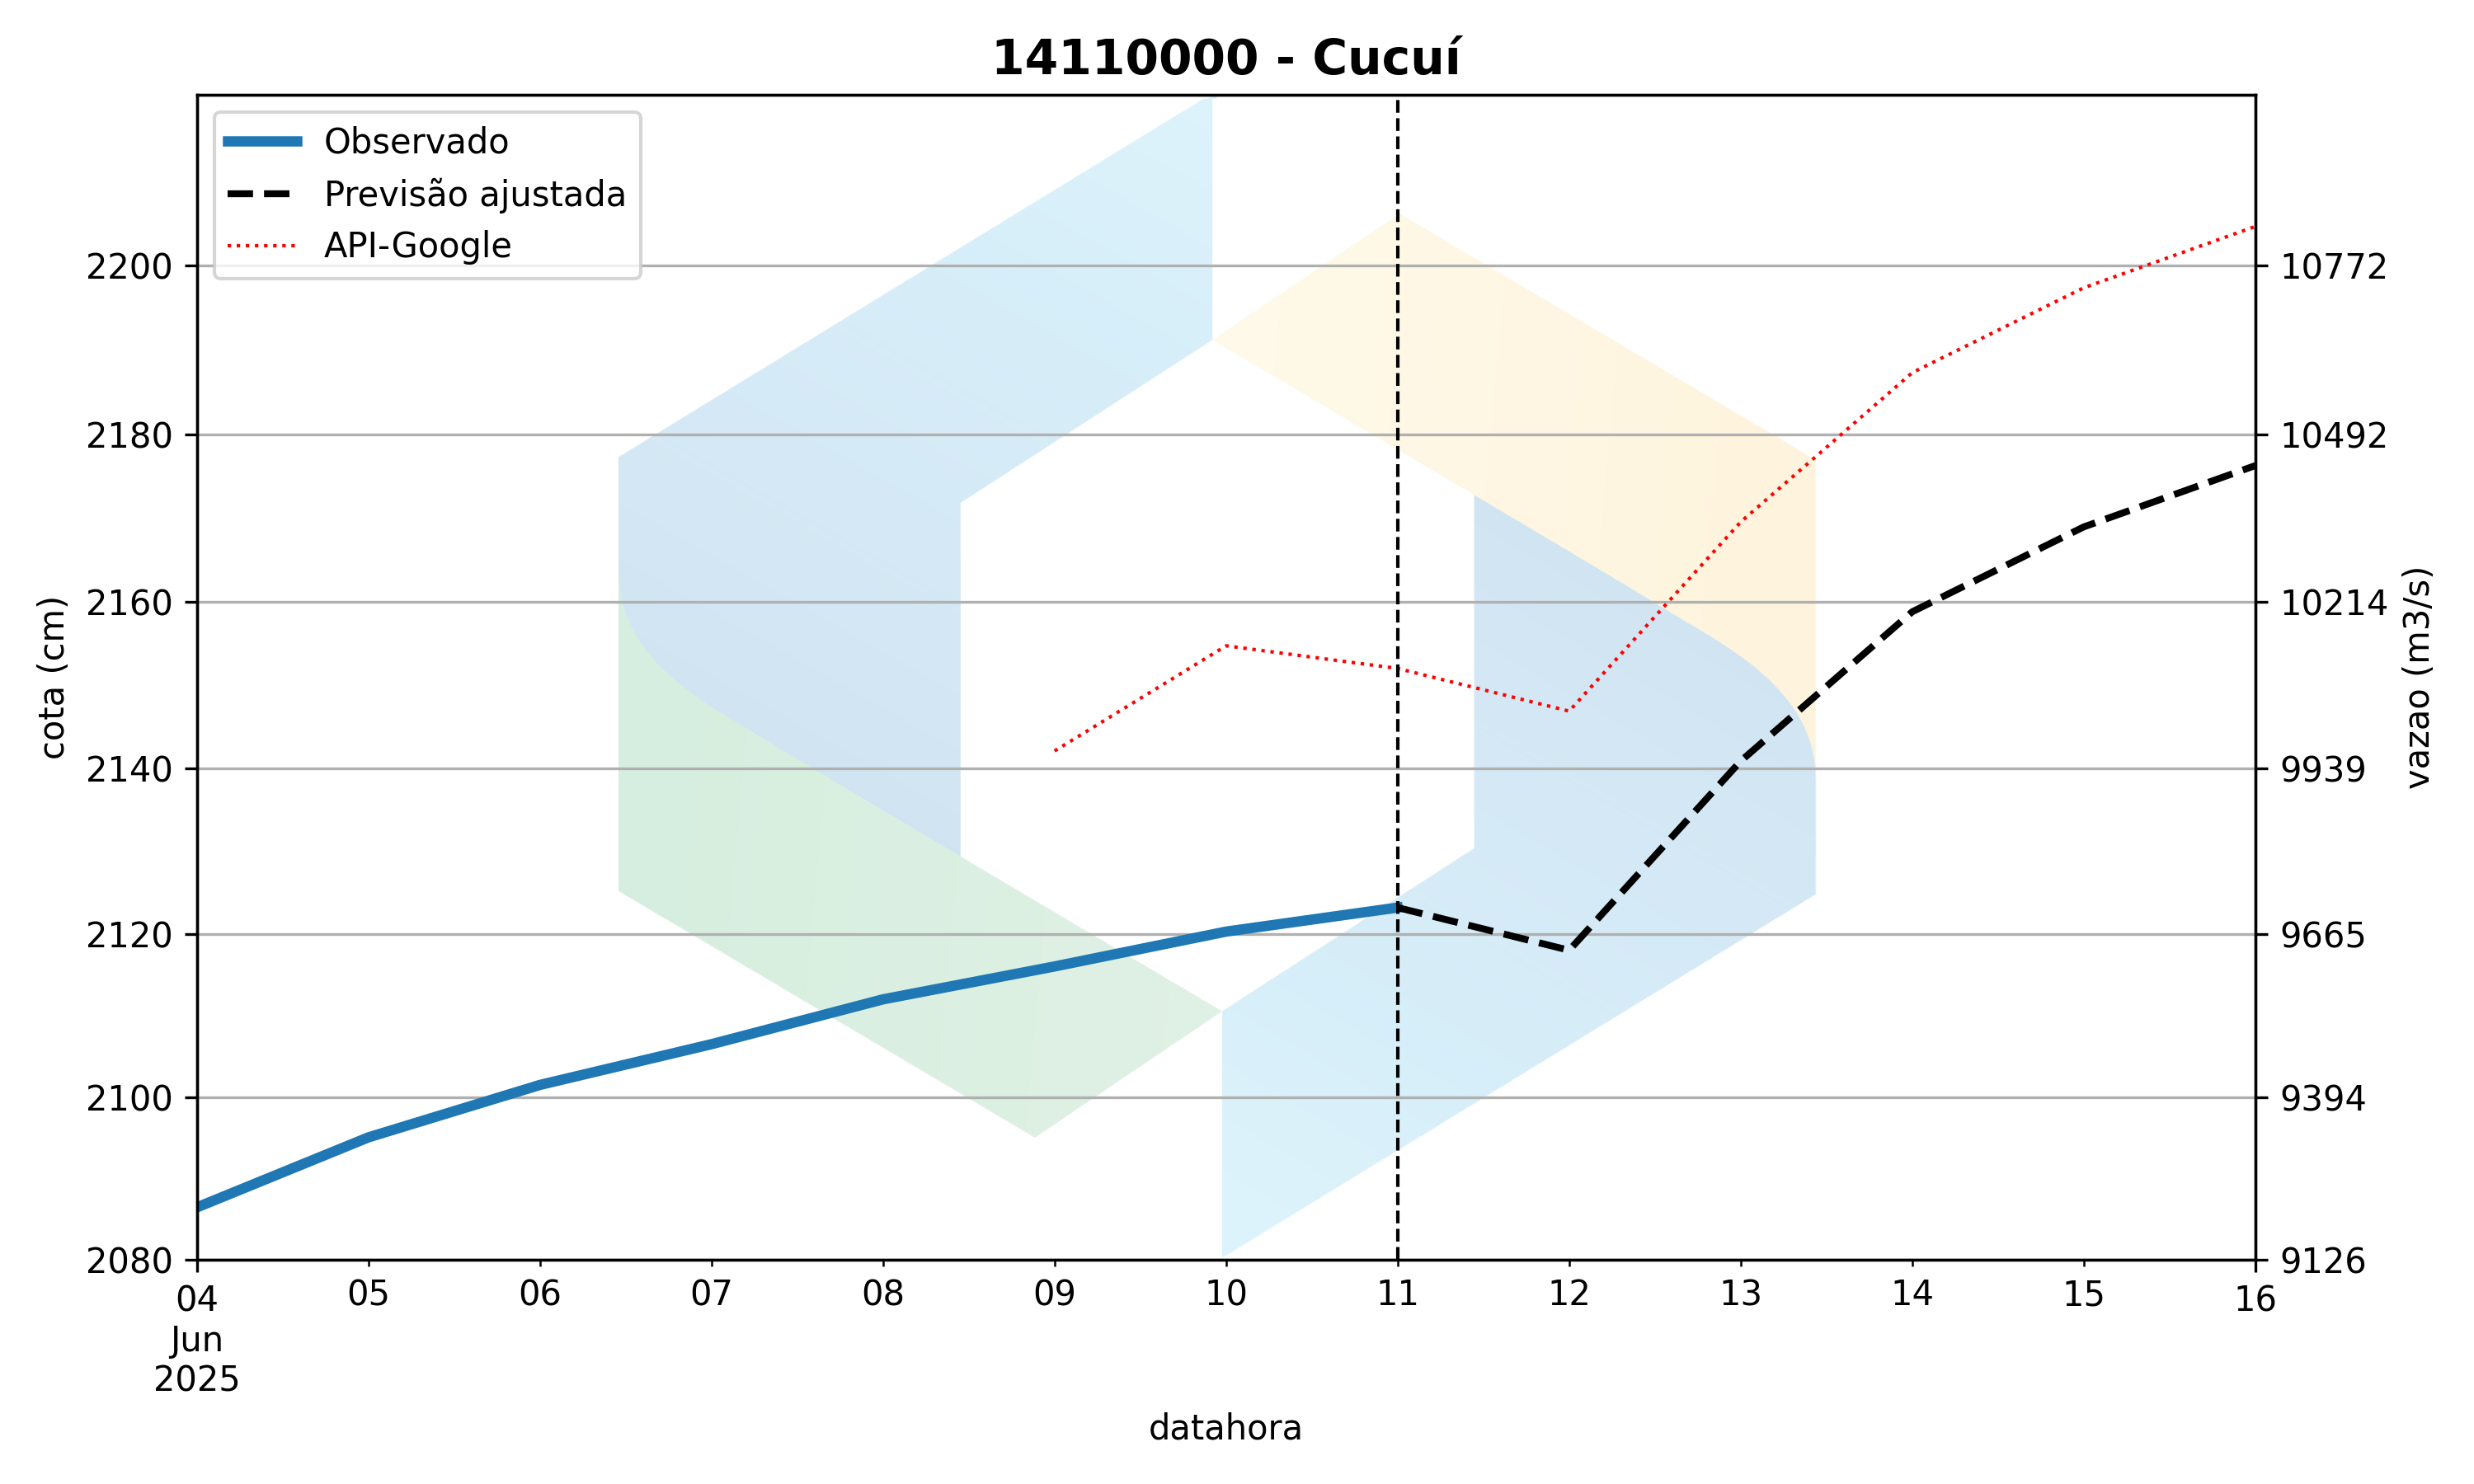 14110000 - Cucuí
Observado
Previsão ajustada
API-Google
2200
2180
2160
2140
2120
2100
2080
cota (cm)
10772
10492
10214
9939
9665
9394
9126
vazao (m3/s)
04 05 06 07 08 09 10 11 12 13 14 15 16
Jun
2025
datahora